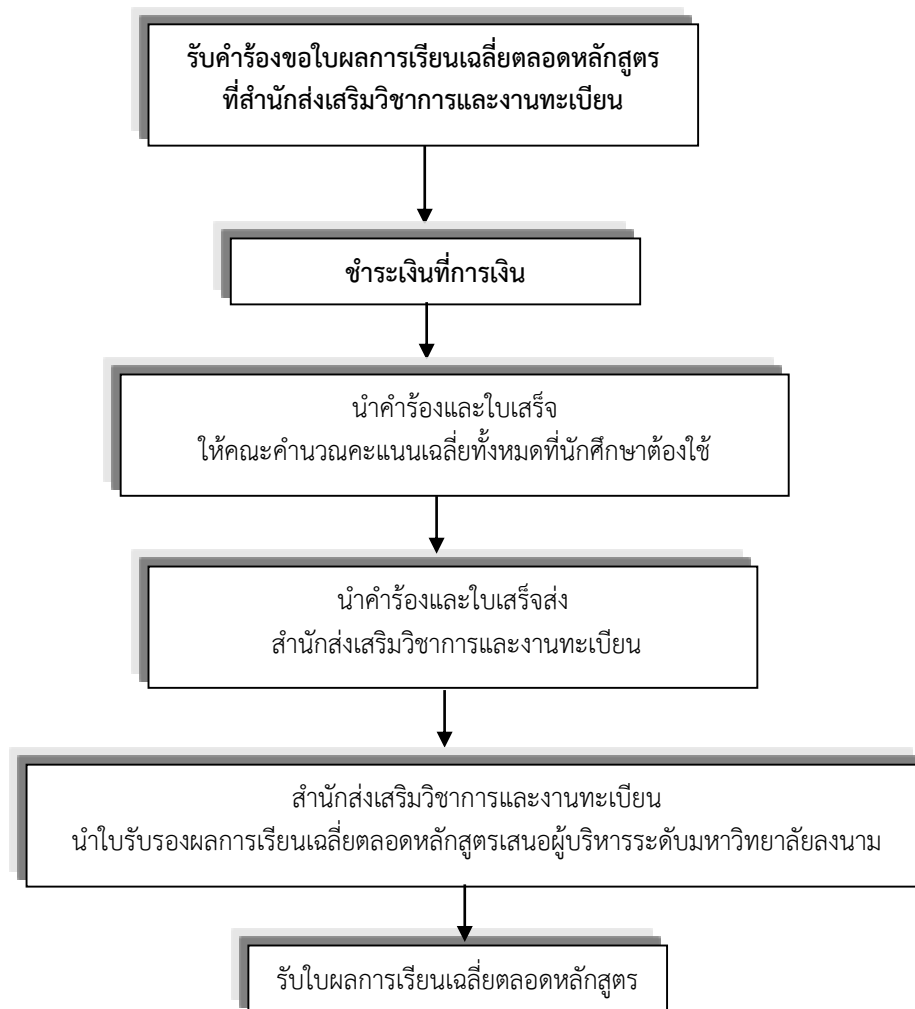 รับคำร้องขอใบผลการเรียนเฉลี่ยตลอดหลักสูตร
ที่สำนักส่งเสริมวิชาการและงานทะเบียน
ชำระเงินที่การเงิน
นำคำร้องและใบเสร็จ
ให้คณะคำนวณคะแนนเฉลี่ยทั้งหมดที่นักศึกษาต้องใช้
นำคำร้องและใบเสร็จส่ง
สำนักส่งเสริมวิชาการและงานทะเบียน
สำนักส่งเสริมวิชาการและงานทะเบียน
นำใบรับรองผลการเรียนเฉลี่ยตลอดหลักสูตรเสนอผู้บริหารระดับมหาวิทยาลัยลงนาม
รับใบผลการเรียนเฉลี่ยตลอดหลักสูตร